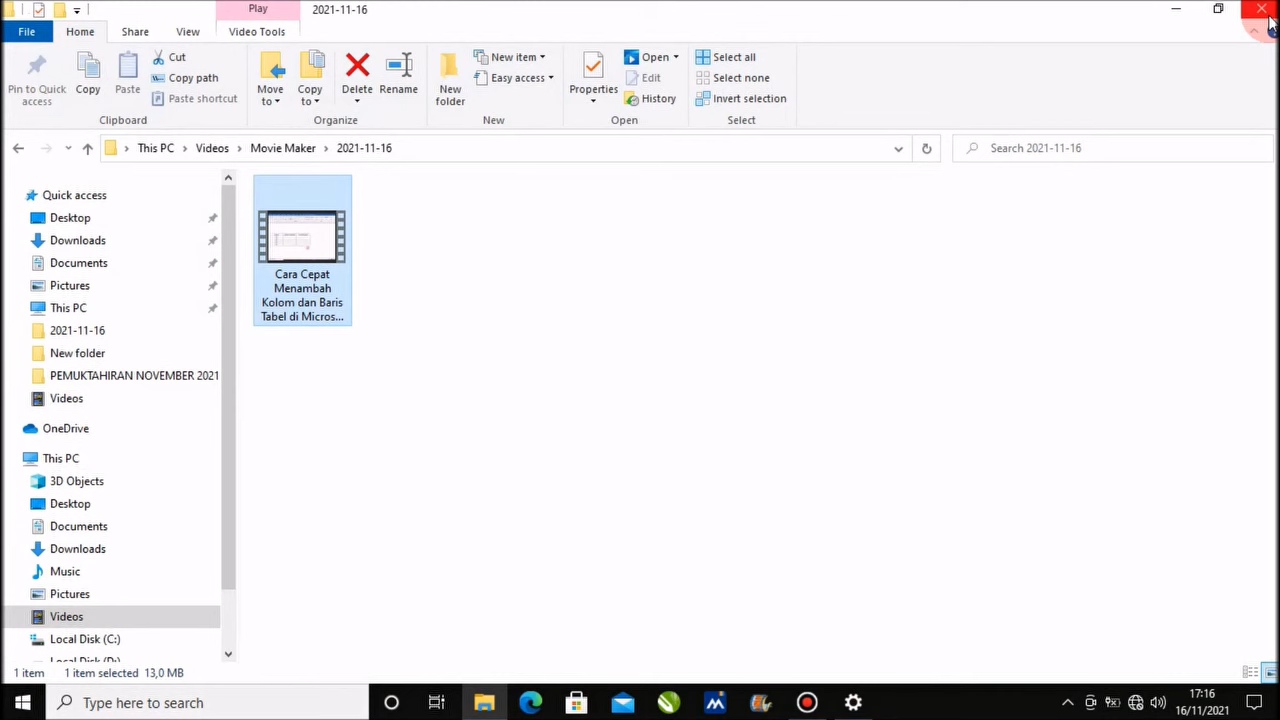 Play 2021-11-16
File Home Share View Video Tools
Pin to Quick access
Copy
Paste
Cut
Copy path
Paste shortcut
Clipboard
Move to
Copy to
Delete
Rename
Organize
New folder
New item
Easy access
New
Properties
Open
Edit
History
Open
Select all
Select none
Invert selection
Select
This PC Videos Movie Maker 2021-11-16
Search 2021-11-16
Quick access
Desktop
Downloads
Documents
Pictures
This PC
2021-11-16
New folder
PEMUKTAHIRAN NOVEMBER 2021
Videos
OneDrive
This PC
3D Objects
Desktop
Documents
Downloads
Music
Pictures
Videos
Local Disk (C:)
Local Disk (D:)
Cara Cepat
Menambah
Kolom dan Baris
Tabel di Micros...
1 item 1 item selected 13,0 MB
Type here to search
17:16
16/11/2021